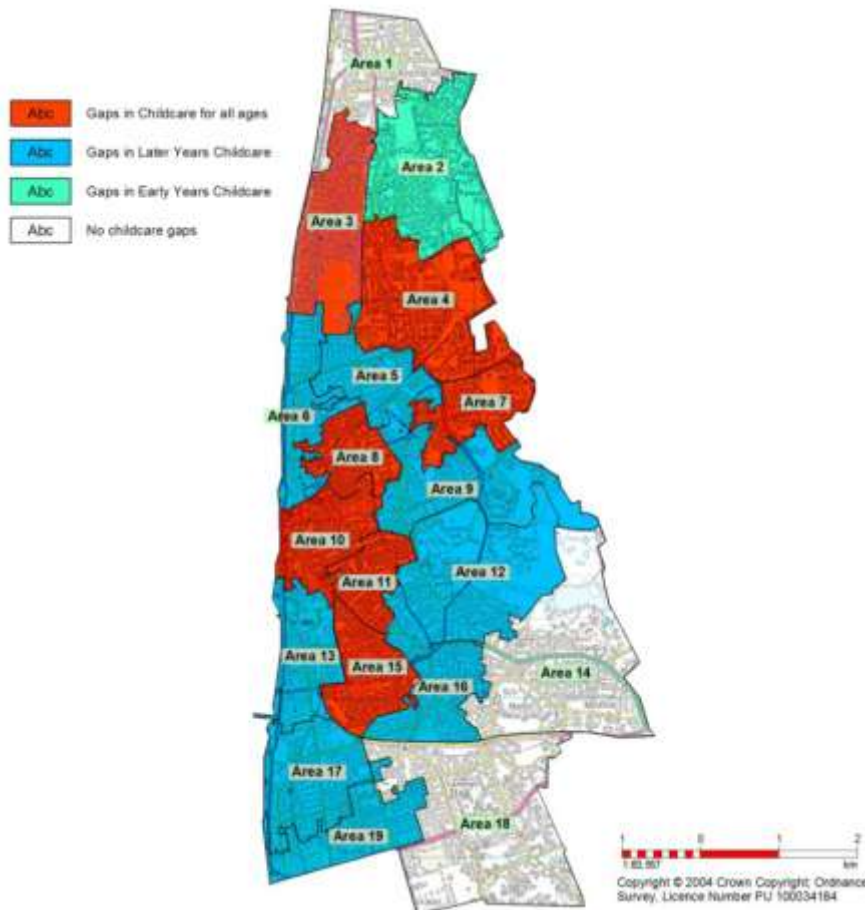 Area 1
Abc Gaps in Childcare for all ages
Abc Gaps in Later Years Childcare
Abc Gaps in Early Years Childcare
Abc No childcare gaps
Area 2
Area 3
Area 4
Area 5
Area 6
Area 7
Area 8
Area 9
Area 10
Area 11
Area 12
Area 13
Area 14
Area 15
Area 16
Area 17
Area 18
Area 19
1 0 1 2
km
Copyright © 2004 Crown Copyright: Ordnance
Survey, Licence Number PU 100034184